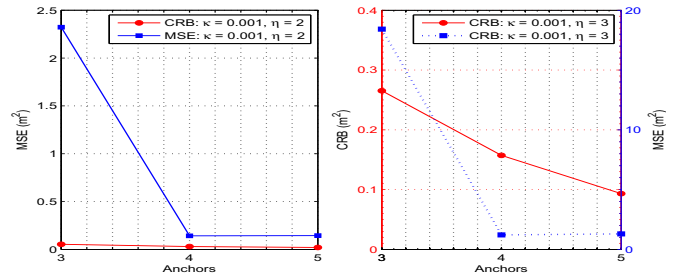 CRB: κ = 0.001, η = 2
MSE: κ = 0.001, η = 2
2.5
2
1.5
1
0.5
0
3
4
5
MSE (m²)
Anchors
CRB: κ = 0.001, η = 3
CRB: κ = 0.001, η = 3
0.4
0.3
0.2
0.1
0
3
4
5
20
10
0
CRB (m²)
MSE (m²)
Anchors